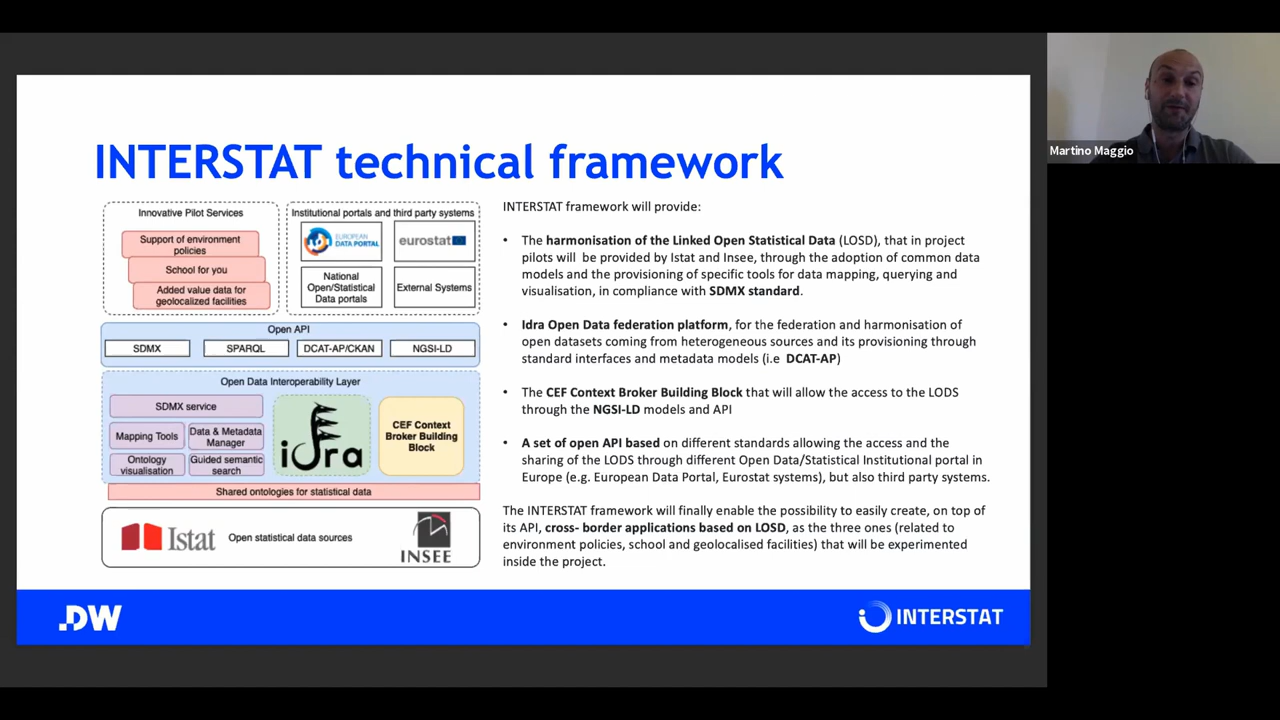 Martino Maggio
INTERSTAT technical framework
Innovative Pilot Services
Support of environment
policies
School for you
Added value data for
geolocalized facilities
Institutional portals and third party systems
EUROPEAN
DATA PORTAL
eurostat
National
Open/Statistical
Data portals
External Systems
Open API
SDMX
SPARQL
DCAT-AP/CKAN
NGSI-LD
Open Data Interoperability Layer
SDMX service
Mapping Tools
Data & Metadata
Manager
Ontology
visualisation
Guided semantic
search
idra
CEF Context
Broker Building
Block
Shared ontologies for statistical data
Istat
Open statistical data sources
INSEE
INTERSTAT framework will provide:
• The harmonisation of the Linked Open Statistical Data (LOSD), that in project
pilots will be provided by Istat and Insee, through the adoption of common data
models and the provisioning of specific tools for data mapping, querying and
visualisation, in compliance with SDMX standard.
• Idra Open Data federation platform, for the federation and harmonisation of
open datasets coming from heterogeneous sources and its provisioning through
standard interfaces and metadata models (i.e DCAT-AP)
• The CEF Context Broker Building Block that will allow the access to the LODS
through the NGSI-LD models and API
• A set of open API based on different standards allowing the access and the
sharing of the LODS through different Open Data/Statistical Institutional portal in
Europe (e.g. European Data Portal, Eurostat systems), but also third party systems.
The INTERSTAT framework will finally enable the possibility to easily create, on top of
its API, cross- border applications based on LOSD, as the three ones (related to
environment policies, school and geolocalised facilities) that will be experimented
inside the project.
.DW
INTERSTAT